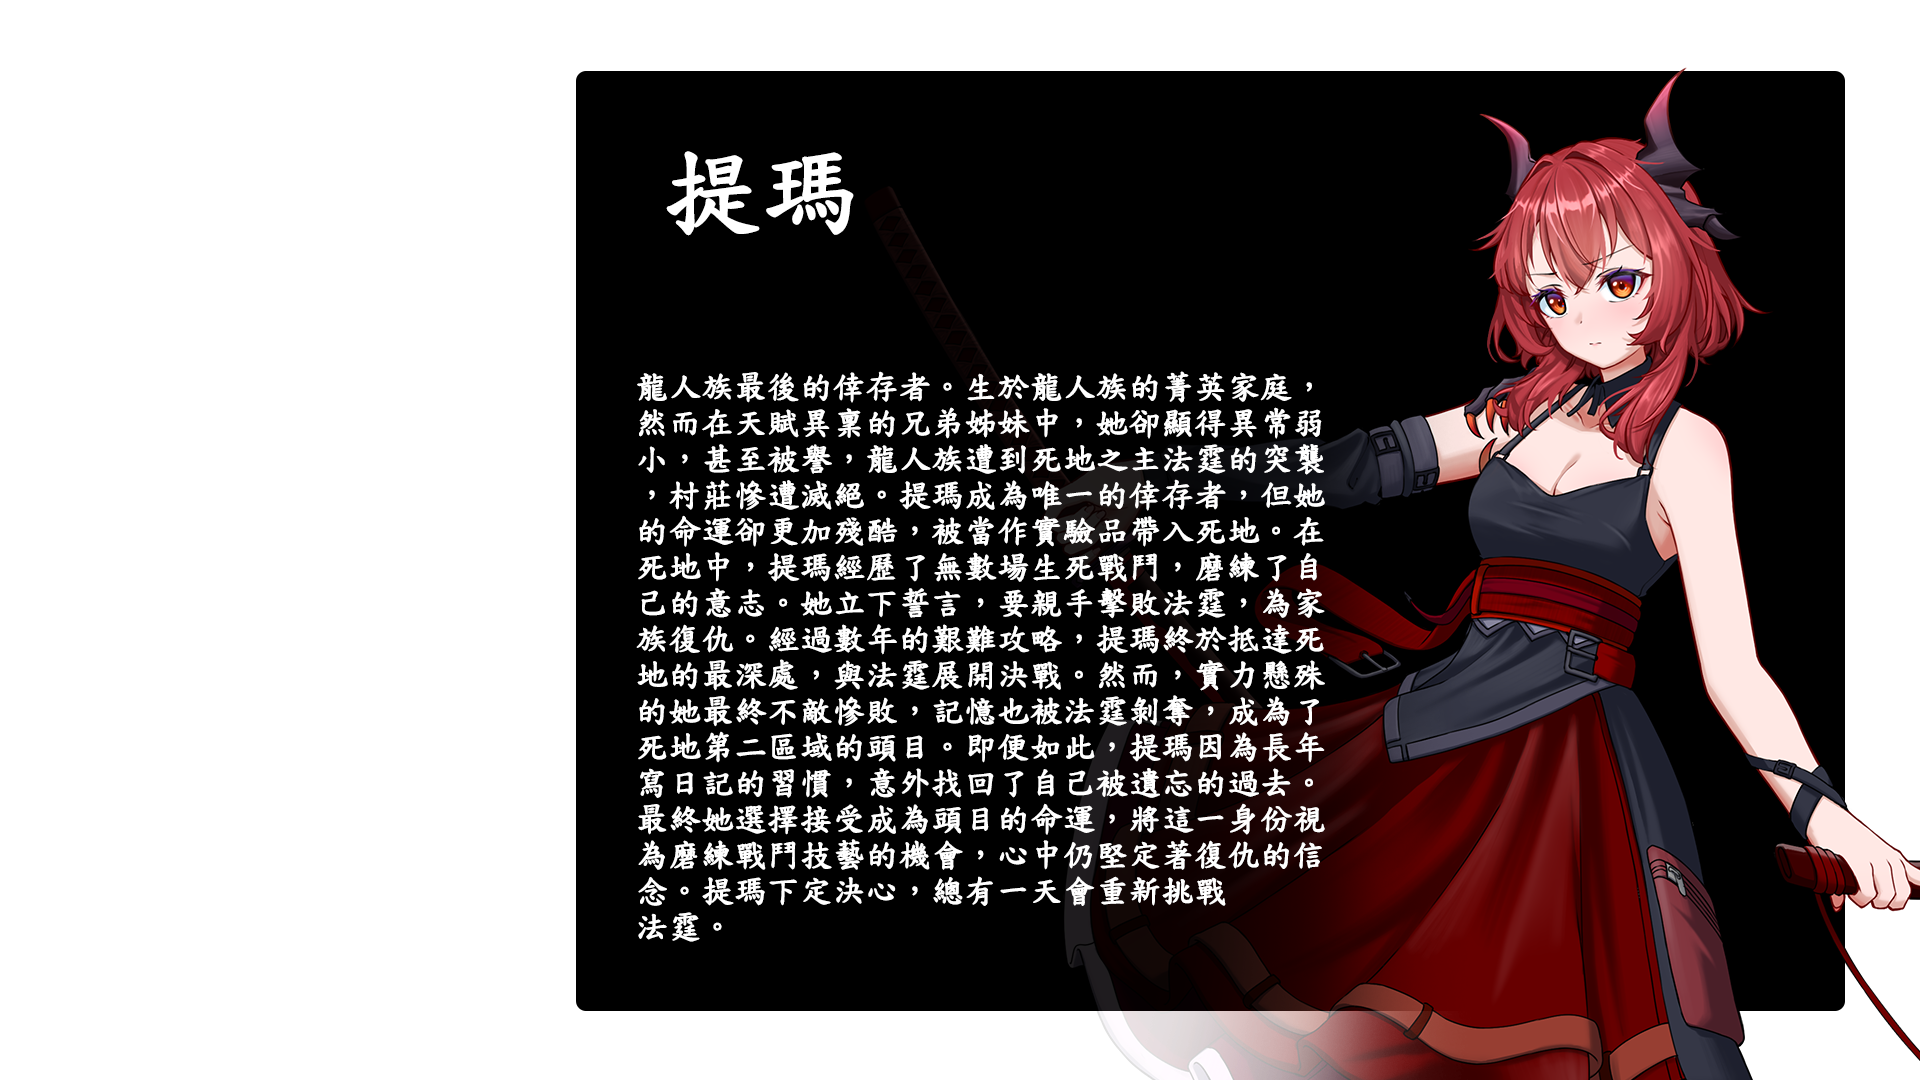 提瑪
龍人族最後的倖存者。生於龍人族的菁英家庭，
然而在天賦異稟的兄弟姊妹中，她卻顯得異常弱
小，甚至被譽，龍人族遭到死地之主法霆的突襲
，村莊慘遭滅絕。提瑪成為唯一的倖存者，但她
的命運卻更加殘酷，被當作實驗品帶入死地。在
死地中，提瑪經歷了無數場生死戰鬥，磨練了自
己的意志。她立下誓言，要親手擊敗法霆，為家
族復仇。經過數年的艱難攻略，提瑪終於抵達死
地的最深處，與法霆展開決戰。然而，實力懸殊
的她最終不敵慘敗，記憶也被法霆剝奪，成為了
死地第二區域的頭目。即便如此，提瑪因為長年
寫日記的習慣，意外找回了自己被遺忘的過去。
最終她選擇接受成為頭目的命運，將這一身份視
為磨練戰鬥技藝的機會，心中仍堅定著復仇的信
念。提瑪下定決心，總有一天會重新挑戰
法霆。